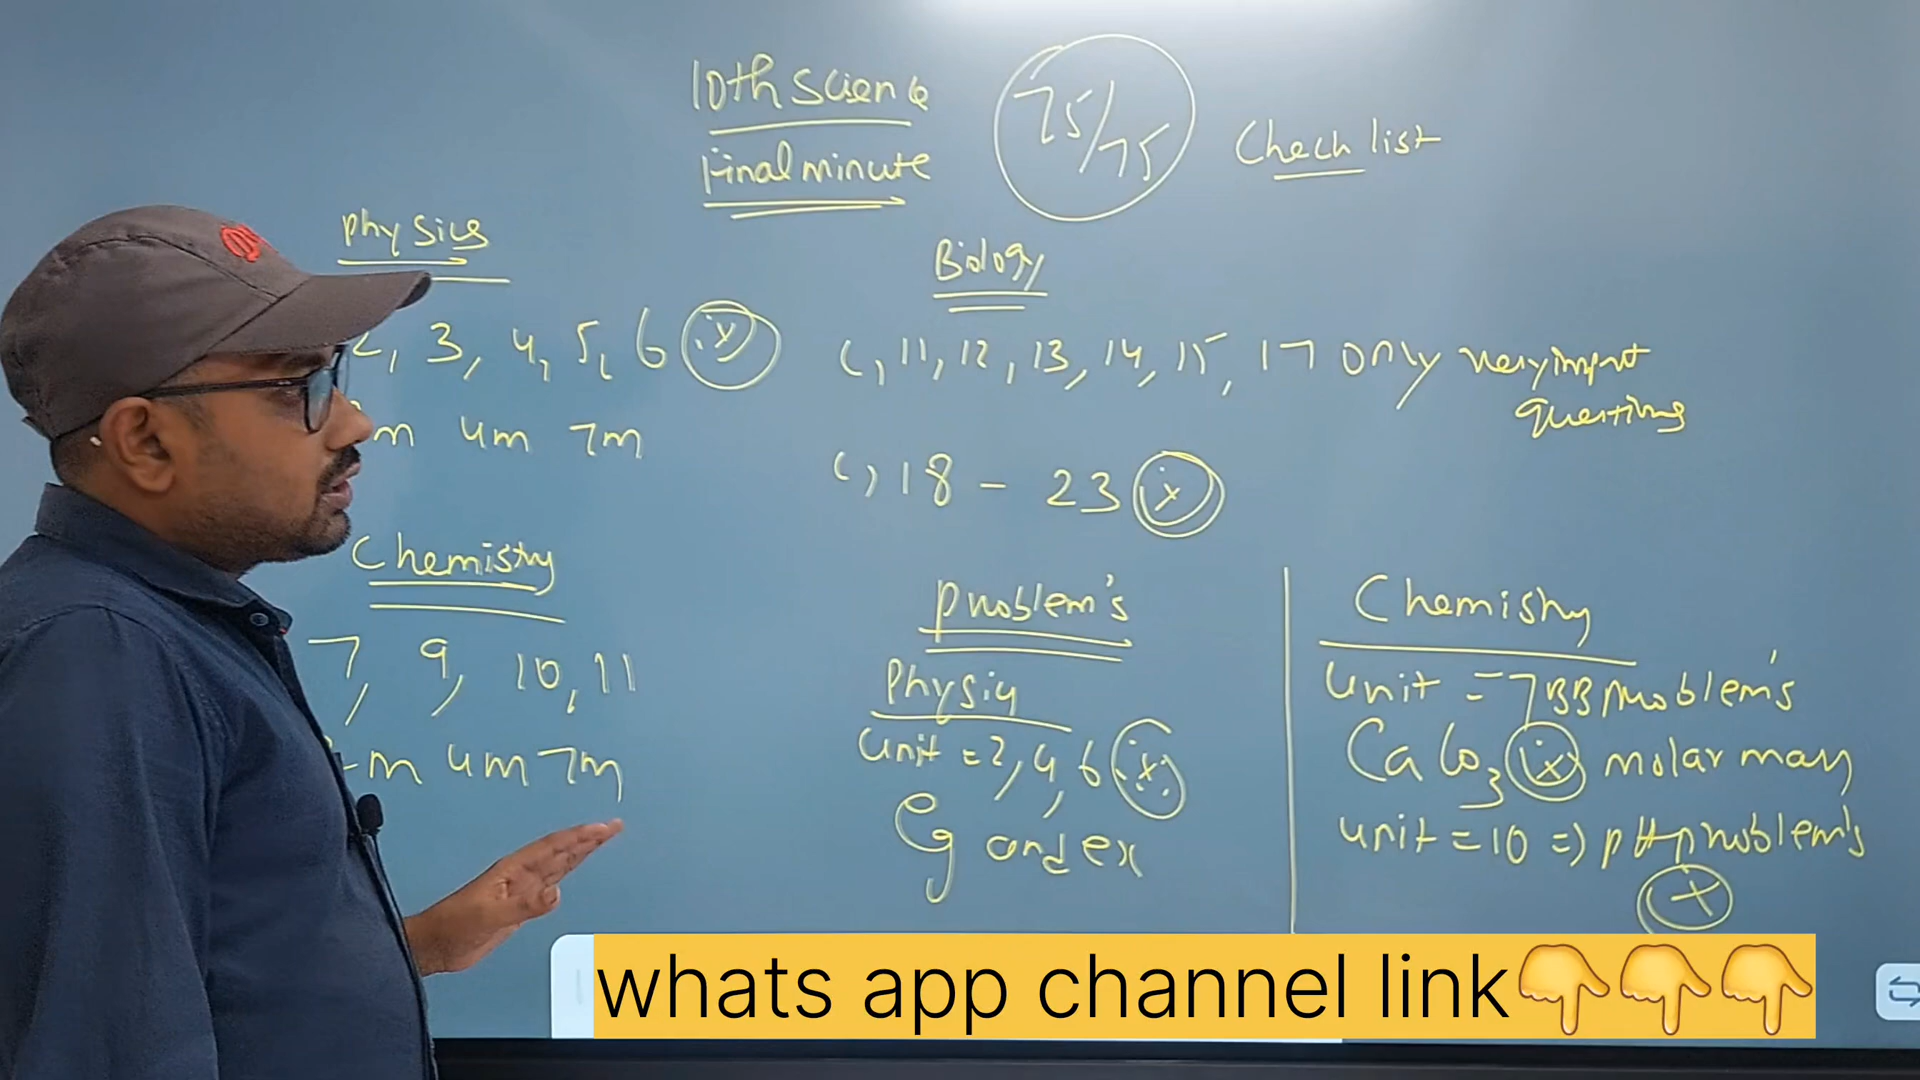 10th Science
Final minute
75/75
Check list
Physics
2, 3, 4, 5, 6
m 4m 7m
Chemistry
7, 9, 10, 11
m 4m 7m
Biology
11, 12, 13, 14, 15, 17 only very impt
questions
18 - 23
Problem's
Physics
unit = 2, 4, 6
Eg and ex
Chemistry
unit = 7 BB problem's
CaCO3 molar mass
unit = 10 => pH problem's
whats app channel link👇👇👇